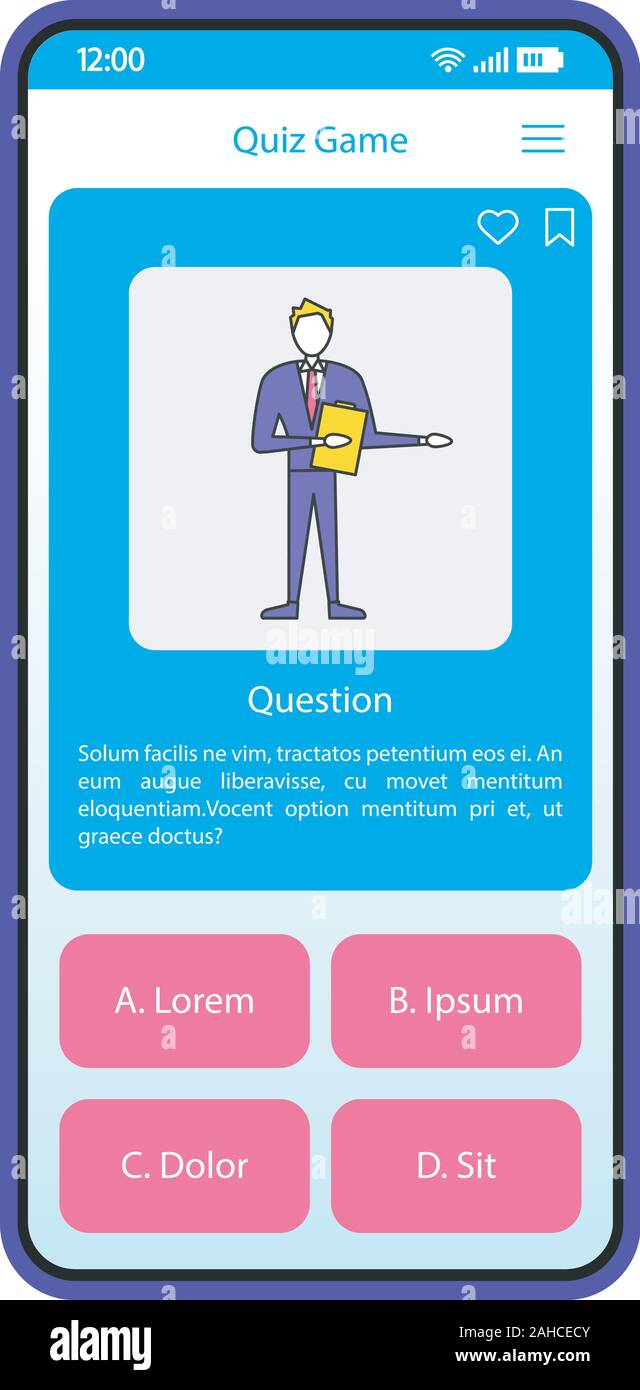 12:00
Quiz Game
Question
Solum facilis ne vim, tractatos petentium eos ei. An
eum augue liberavisse, cu movet mentitum
eloquentiam.Vocent option mentitum pri et, ut
graece doctus?
A. Lorem
B. Ipsum
C. Dolor
D. Sit
alamy
alamy
a
alamy
Image ID: 2AHCECY
www.alamy.com